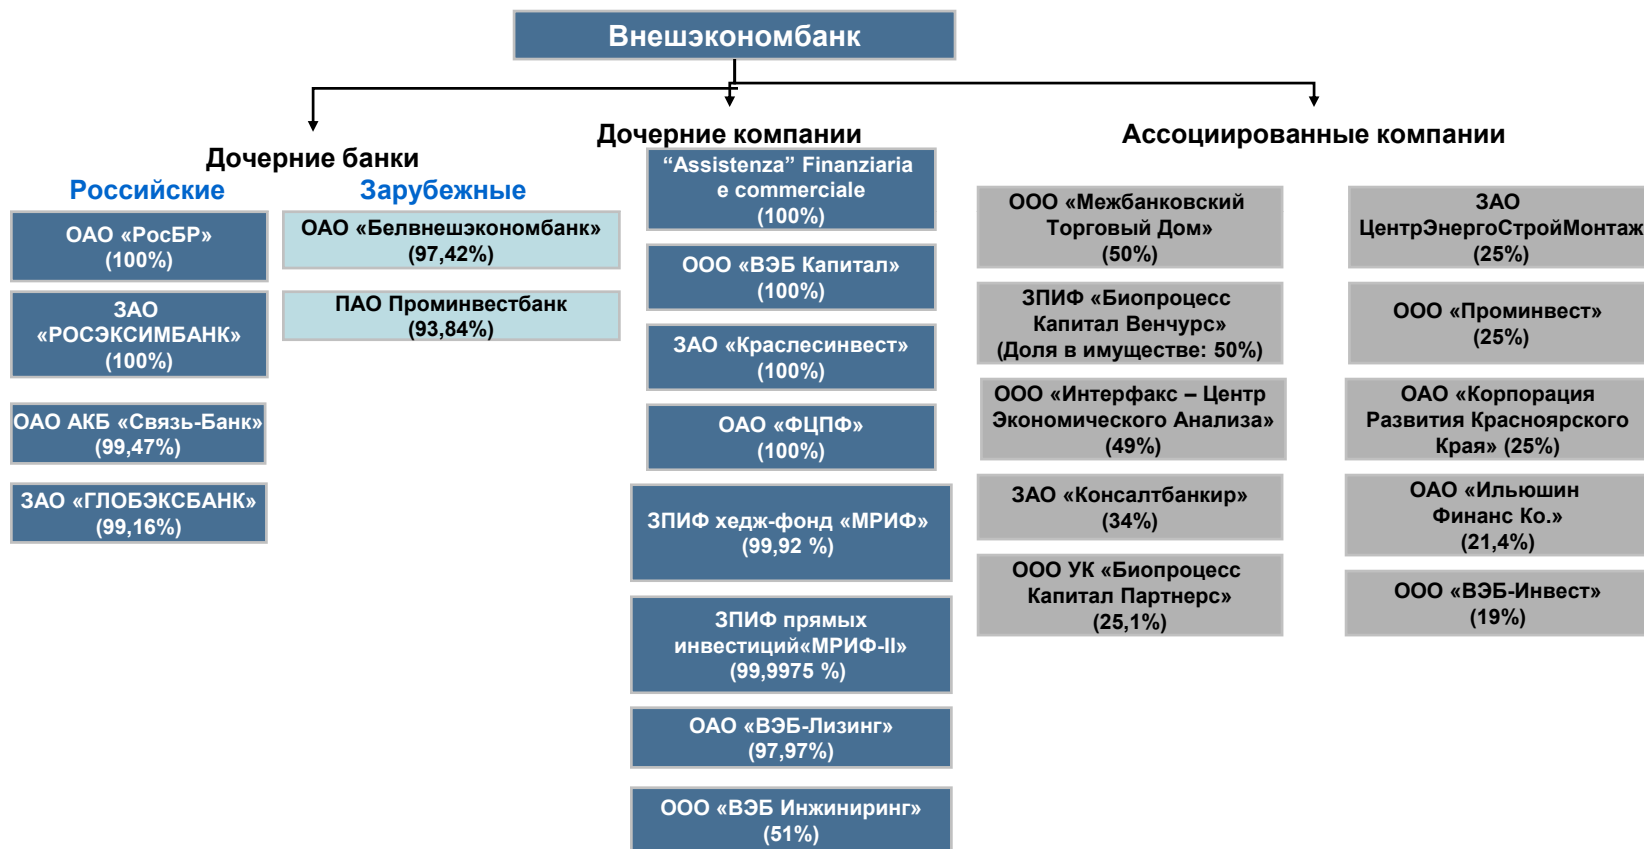 Внешэкономбанк
Дочерние банки
Российские
ОАО «РосБР»
(100%)
ЗАО
«РОСЭКСИМБАНК»
(100%)
ОАО АКБ «Связь-Банк»
(99,47%)
ЗАО «ГЛОБЭКСБАНК»
(99,16%)
Зарубежные
ОАО «Белвнешэкономбанк»
(97,42%)
ПАО Проминвестбанк
(93,84%)
Дочерние компании
“Assistenza” Finanziaria
e commerciale
(100%)
ООО «ВЭБ Капитал»
(100%)
ЗАО «Краслесинвест»
(100%)
ОАО «ФЦПФ»
(100%)
ЗПИФ хедж-фонд «МРИФ»
(99,92 %)
ЗПИФ прямых
инвестиций«МРИФ-II»
(99,9975 %)
ОАО «ВЭБ-Лизинг»
(97,97%)
ООО «ВЭБ Инжиниринг»
(51%)
Ассоциированные компании
ООО «Межбанковский
Торговый Дом»
(50%)
ЗПИФ «Биопроцесс
Капитал Венчурс»
(Доля в имуществе: 50%)
ООО «Интерфакс – Центр
Экономического Анализа»
(49%)
ЗАО «Консалтбанкир»
(34%)
ООО УК «Биопроцесс
Капитал Партнерс»
(25,1%)
ЗАО
ЦентрЭнергоСтройМонтаж
(25%)
ООО «Проминвест»
(25%)
ОАО «Корпорация
Развития Красноярского
Края» (25%)
ОАО «Ильюшин
Финанс Ко.»
(21,4%)
ООО «ВЭБ-Инвест»
(19%)